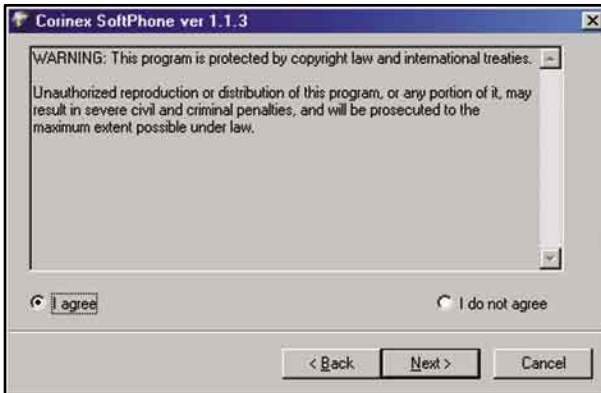 Corinex SoftPhone ver 1.1.3
WARNING: This program is protected by copyright law and international treaties.
Unauthorized reproduction or distribution of this program, or any portion of it, may
result in severe civil and criminal penalties, and will be prosecuted to the
maximum extent possible under law.
I agree
I do not agree
< Back
Next >
Cancel